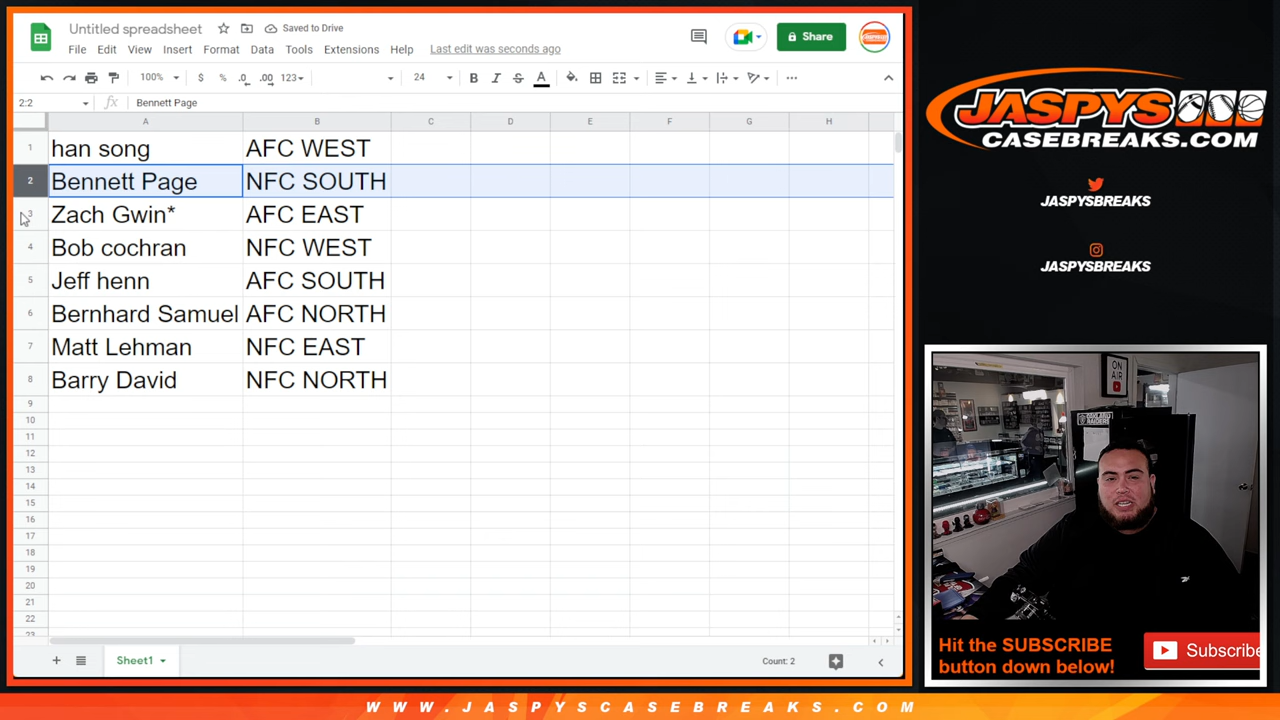 Untitled spreadsheet
Saved to Drive
File Edit View Insert Format Data Tools Extensions Help
Last edit was seconds ago
Share
100% $ % .0 .00 123 24 B I S A
2:2 fx Bennett Page
A B C D E F G H
1 han song AFC WEST
2 Bennett Page NFC SOUTH
3 Zach Gwin* AFC EAST
4 Bob cochran NFC WEST
5 Jeff henn AFC SOUTH
6 Bernhard Samuel AFC NORTH
7 Matt Lehman NFC EAST
8 Barry David NFC NORTH
9
10
11
12
13
14
15
16
17
18
19
20
21
22
23
Sheet1
Count: 2
JASPYS
CASEBREAKS.COM
JASPYSBREAKS
JASPYSBREAKS
ON
AIR
Hit the SUBSCRIBE
button down below!
Subscribe
WWW.JASPYSCASEBREAKS.COM